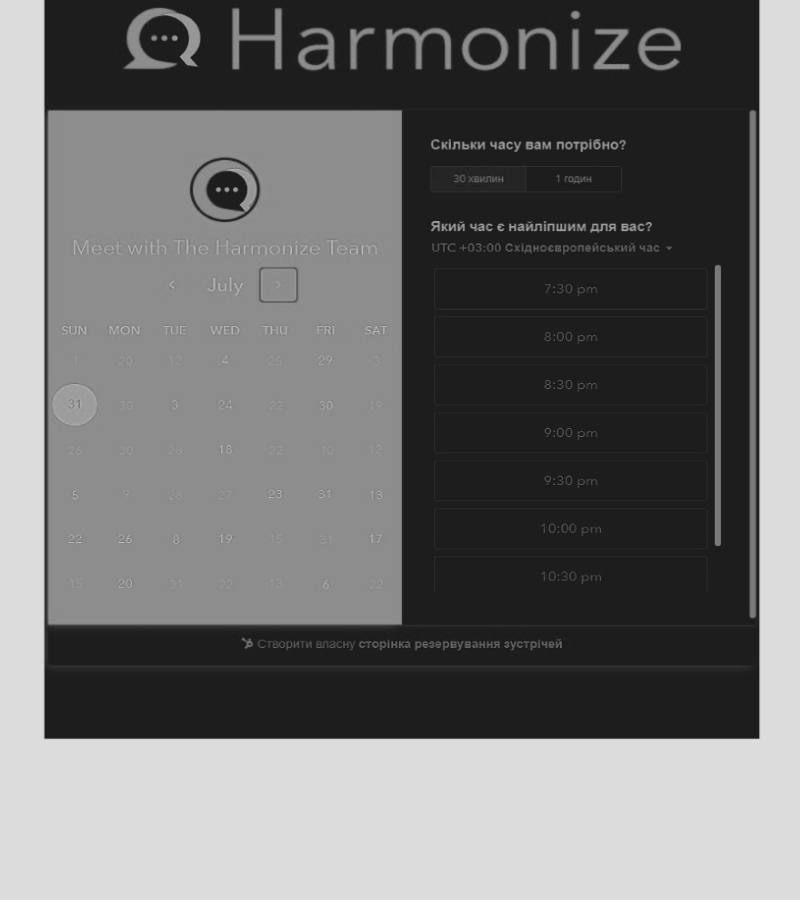 Harmonize
Meet with The Harmonize Team
July
SUN MON TUE WED THU FRI SAT
1 20 12 4 25 29 3
31 30 3 24 22 30 19
26 30 28 18 22 10 12
5 9 28 27 23 31 13
22 26 8 19 15 31 17
15 20 31 22 13 6 22
Скільки часу вам потрібно?
30 хвилин 1 годин
Який час є найліпшим для вас?
UTC +03:00 Східноєвропейський час
7:30 pm
8:00 pm
8:30 pm
9:00 pm
9:30 pm
10:00 pm
10:30 pm
Створити власну сторінка резервування зустрічей